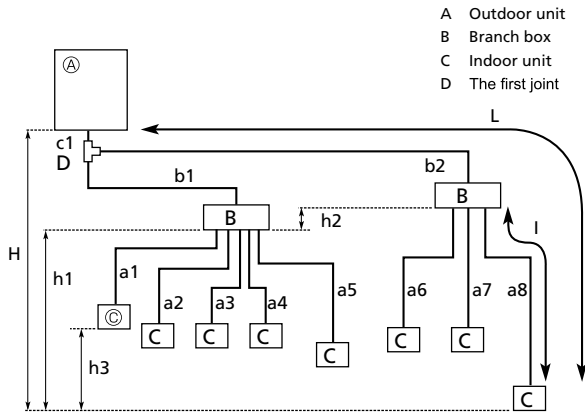 A Outdoor unit
B Branch box
C Indoor unit
D The first joint
A
L
c1
D
b2
b1
B
B
h2
l
H
h1
a1
a2
a3
a4
a5
a6
a7
a8
C
C
C
C
C
C
C
h3
C